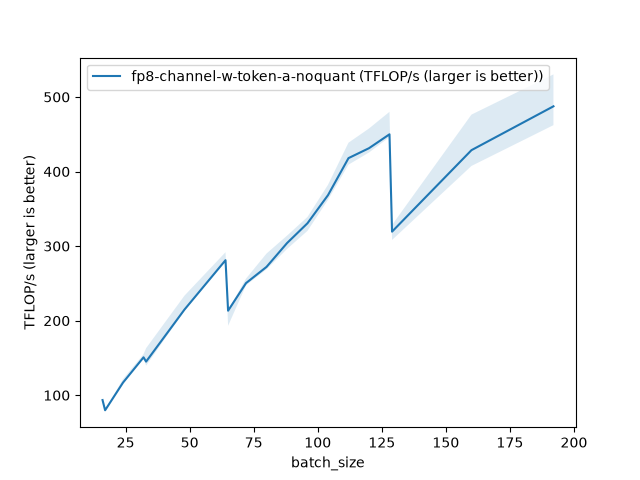 fp8-channel-w-token-a-noquant (TFLOP/s (larger is better))
TFLOP/s (larger is better)
500
400
300
200
100
25 50 75 100 125 150 175 200
batch_size